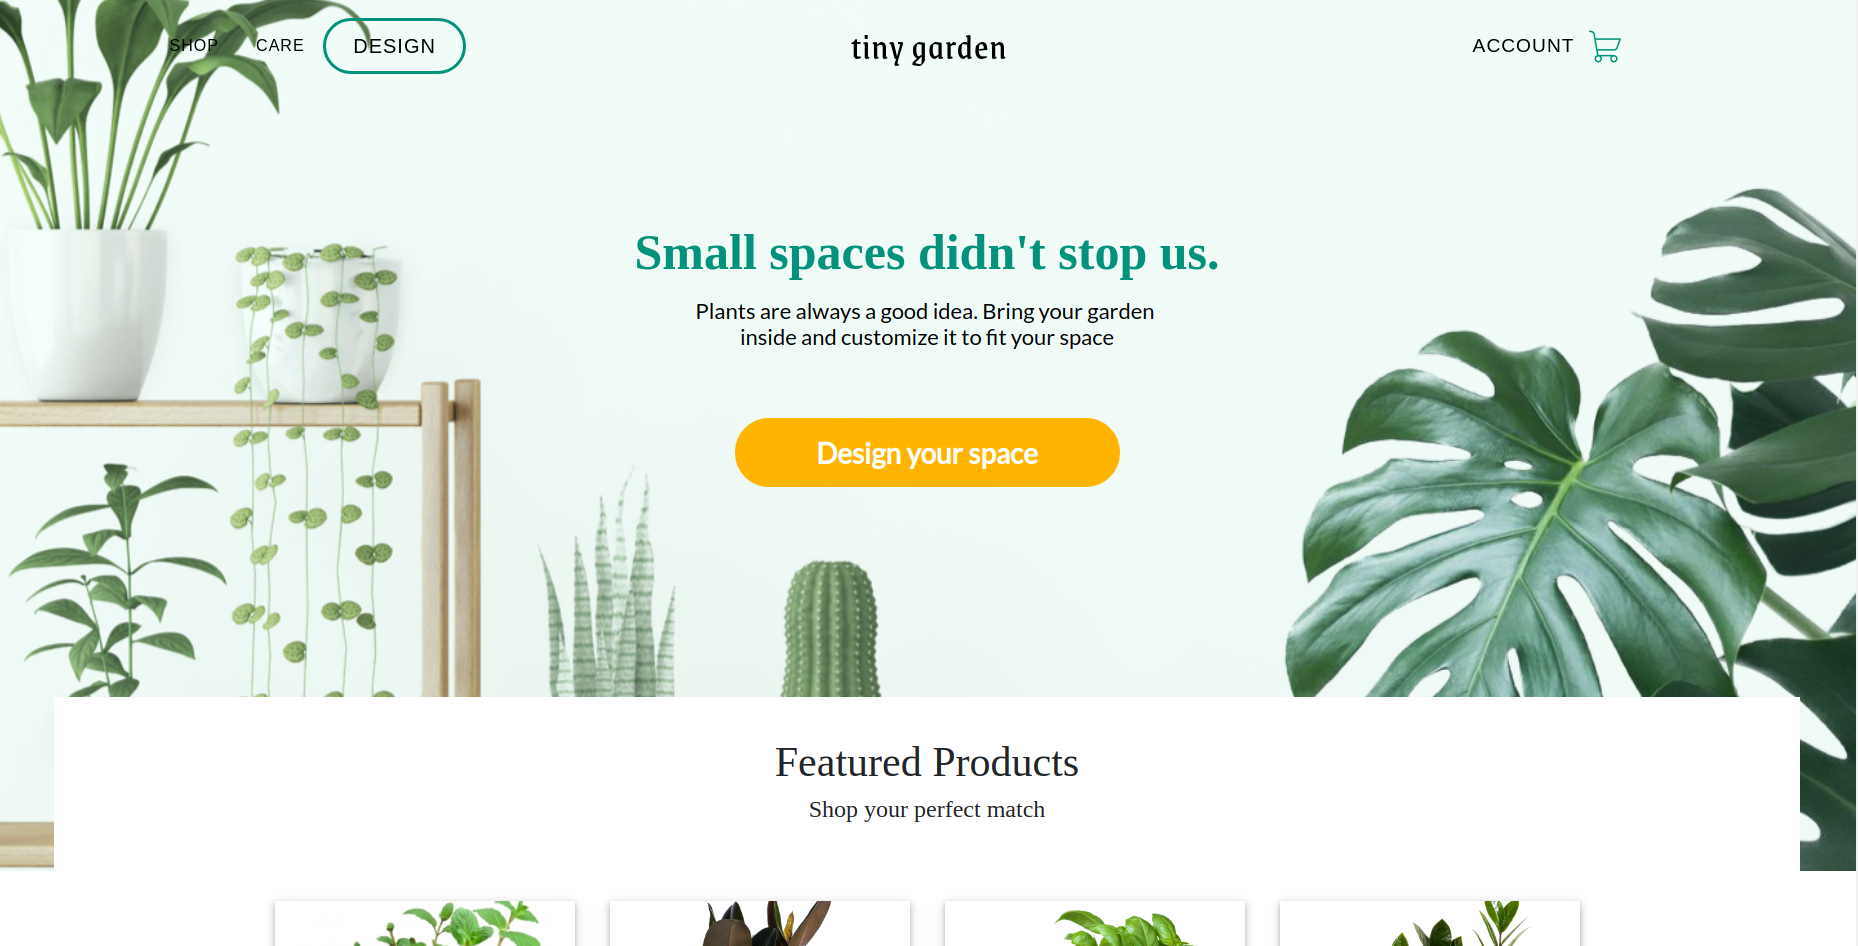 SHOP CARE DESIGN tiny garden ACCOUNT
Small spaces didn't stop us.
Plants are always a good idea. Bring your garden
inside and customize it to fit your space
Design your space
Featured Products
Shop your perfect match